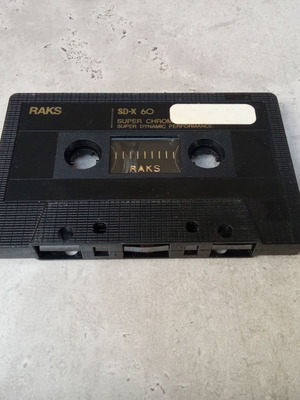 RAKS
SD-X 60
SUPER CHROM
SUPER DYNAMIC PERFORMANCE
RAKS